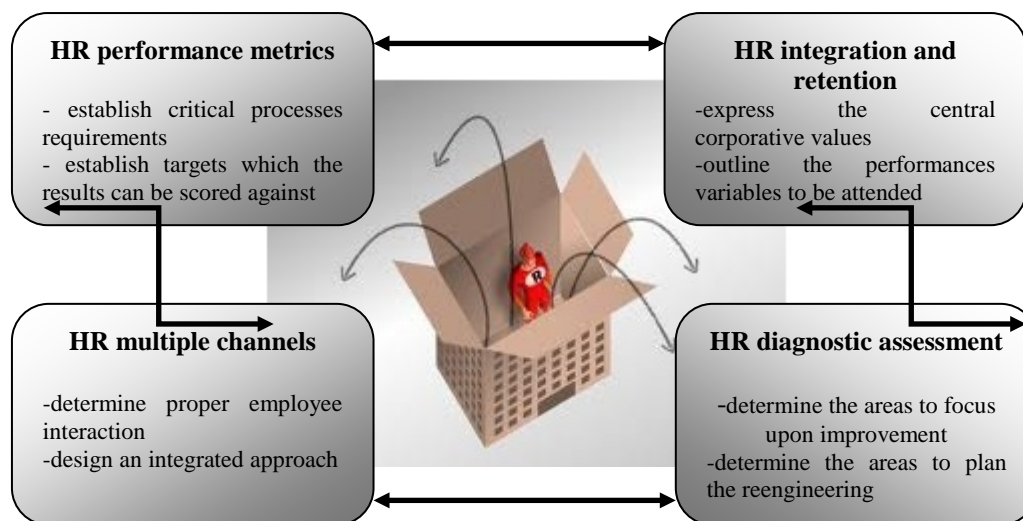 HR performance metrics
- establish critical processes
requirements
- establish targets which the
results can be scored against
HR integration and
retention
-express the central
corporative values
-outline the performances
variables to be attended
R
HR multiple channels
-determine proper employee
interaction
-design an integrated approach
HR diagnostic assessment
-determine the areas to focus
upon improvement
-determine the areas to plan
the reengineering